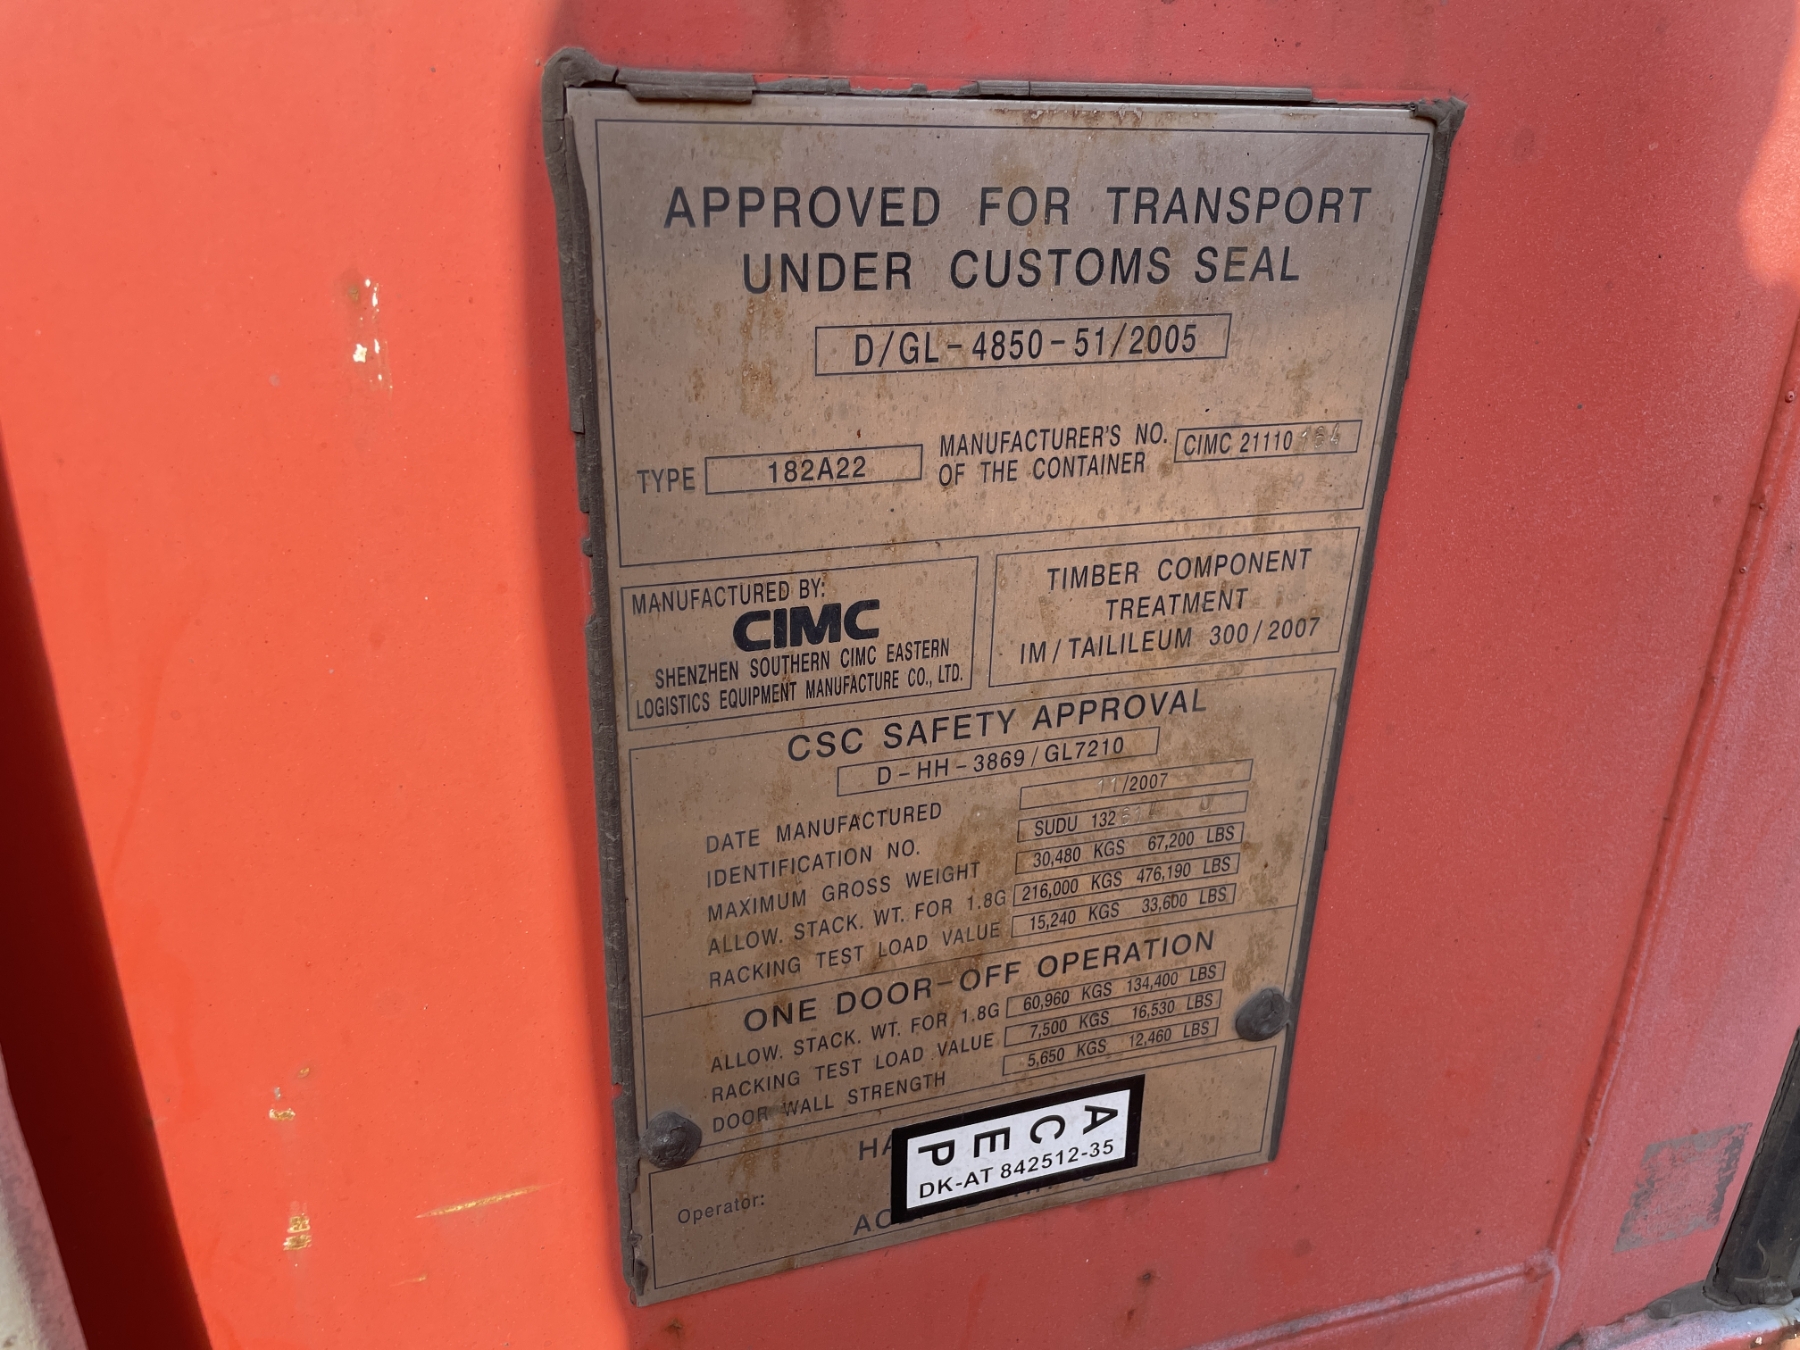 APPROVED FOR TRANSPORT
UNDER CUSTOMS SEAL
D/GL-4850-51/2005
TYPE 182A22
MANUFACTURER'S NO.
OF THE CONTAINER
CIMC 21110
MANUFACTURED BY:
CIMC
SHENZHEN SOUTHERN CIMC EASTERN
LOGISTICS EQUIPMENT MANUFACTURE CO., LTD.
TIMBER COMPONENT
TREATMENT
IM/TAILILEUM 300/2007
CSC SAFETY APPROVAL
D-HH-3869/GL7210
DATE MANUFACTURED 11/2007
IDENTIFICATION NO. SUDU 132
MAXIMUM GROSS WEIGHT 30,480 KGS 67,200 LBS
ALLOW. STACK. WT. FOR 1.8G 216,000 KGS 476,190 LBS
RACKING TEST LOAD VALUE 15,240 KGS 33,600 LBS
ONE DOOR-OFF OPERATION
ALLOW. STACK. WT. FOR 1.8G 60,960 KGS 134,400 LBS
RACKING TEST LOAD VALUE 7,500 KGS 16,530 LBS
DOOR WALL STRENGTH 5,650 KGS 12,460 LBS
ACEP
DK-AT 842512-35
Operator: